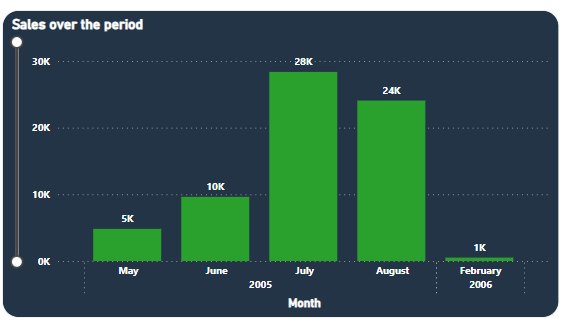 Sales over the period
30K
20K
10K
0K
5K
10K
28K
24K
1K
May June July August February
2005 2006
Month